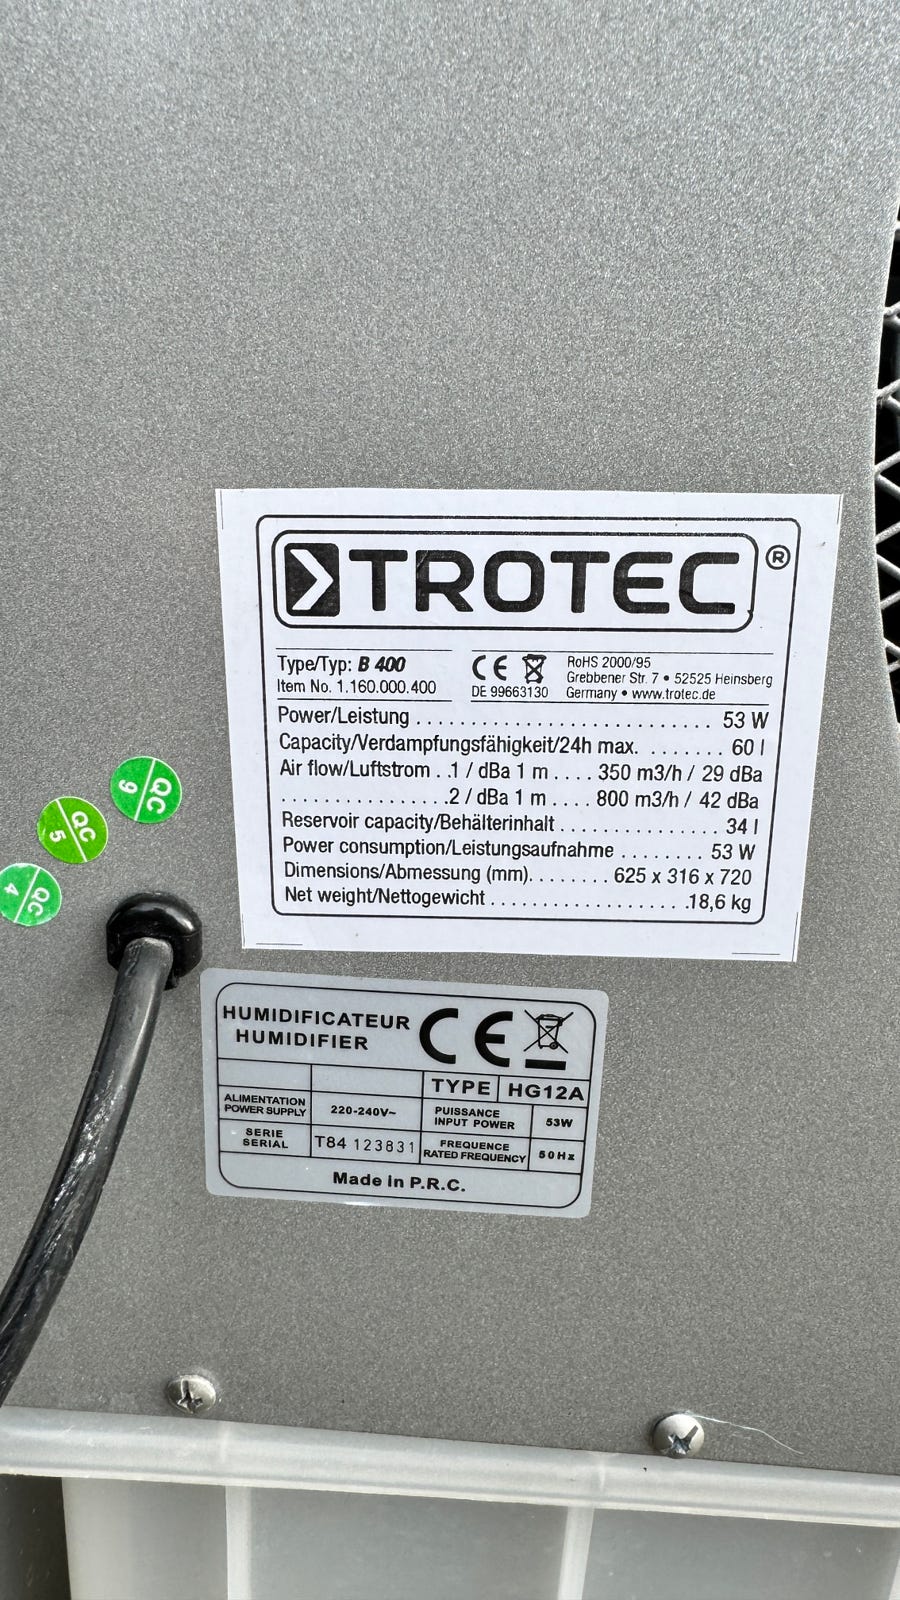 TROTEC®
Type/Typ: B 400
Item No. 1.160.000.400
CE
DE 99663130
RoHS 2000/95
Grebbener Str. 7 • 52525 Heinsberg
Germany • www.trotec.de
Power/Leistung . . . . . . . . . . . . . . . . . . . . . . . . . . . 53 W
Capacity/Verdampfungsfähigkeit/24h max. . . . . . . . . 60 l
Air flow/Luftstrom . .1 / dBa 1 m . . . . 350 m3/h / 29 dBa
. . . . . . . . . . . . . . .2 / dBa 1 m . . . . 800 m3/h / 42 dBa
Reservoir capacity/Behälterinhalt . . . . . . . . . . . . . . . 34 l
Power consumption/Leistungsaufnahme . . . . . . . . 53 W
Dimensions/Abmessung (mm). . . . . . . . 625 x 316 x 720
Net weight/Nettogewicht . . . . . . . . . . . . . . . . . .18,6 kg
QC 9
QC 5
QC 4
HUMIDIFICATEUR
HUMIDIFIER
CE
TYPE HG12A
ALIMENTATION
POWER SUPPLY
220-240V~
PUISSANCE
INPUT POWER
53W
SERIE
SERIAL
T84 123831
FREQUENCE
RATED FREQUENCY
50Hz
Made in P.R.C.